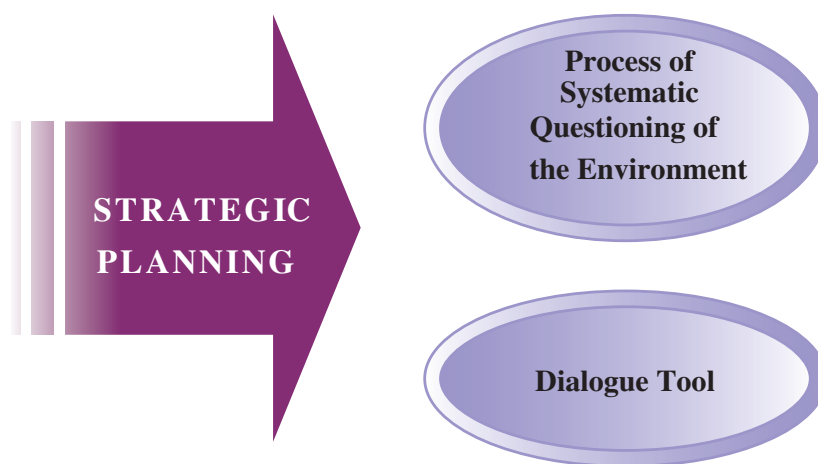 STRATEGIC
PLANNING
Process of
Systematic
Questioning of
the Environment
Dialogue Tool